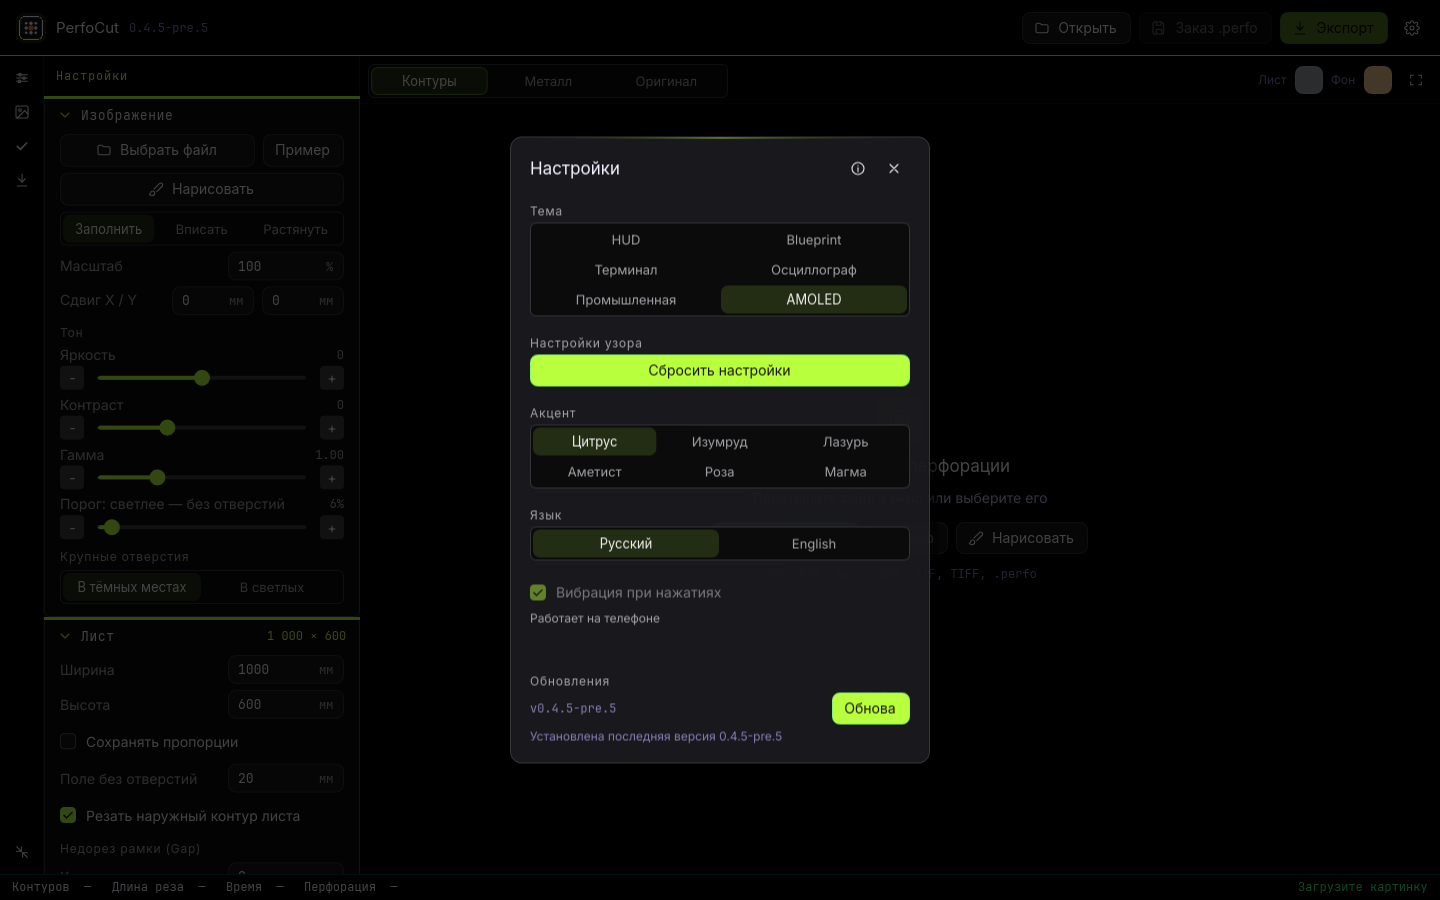 PerfoCut 0.4.5-pre.5
Открыть Заказ .perfo Экспорт
Настройки
Контуры Металл Оригинал
Лист Фон
Изображение
Выбрать файл Пример
Нарисовать
Заполнить Вписать Растянуть
Масштаб 100 %
Сдвиг X / Y 0 мм 0 мм
Тон
Яркость 0
- +
Контраст 0
- +
Гамма 1.00
- +
Порог: светлее — без отверстий 6%
- +
Крупные отверстия
В тёмных местах В светлых
Лист 1 000 × 600
Ширина 1000 мм
Высота 600 мм
Сохранять пропорции
Поле без отверстий 20 мм
Резать наружный контур листа
Недорез рамки (Gap)
Настройки
Тема
HUD Blueprint
Терминал Осциллограф
Промышленная AMOLED
Настройки узора
Сбросить настройки
Акцент
Цитрус Изумруд Лазурь
Аметист Роза Магма
Язык
Русский English
Вибрация при нажатиях
Работает на телефоне
Обновления
v0.4.5-pre.5 Обнова
Установлена последняя версия 0.4.5-pre.5
или выберите его
Нарисовать
TIFF, .perfo
Контуров — Длина реза — Время — Перфорация —
Загрузите картинку